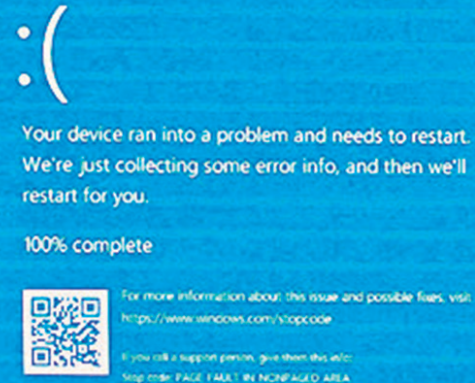 :(
Your device ran into a problem and needs to restart.
We're just collecting some error info, and then we'll
restart for you.
100% complete
For more information about this issue and possible fixes, visit
https://www.windows.com/stopcode
If you call a support person, give them this info:
Stop code: PAGE FAULT IN NONPAGED AREA